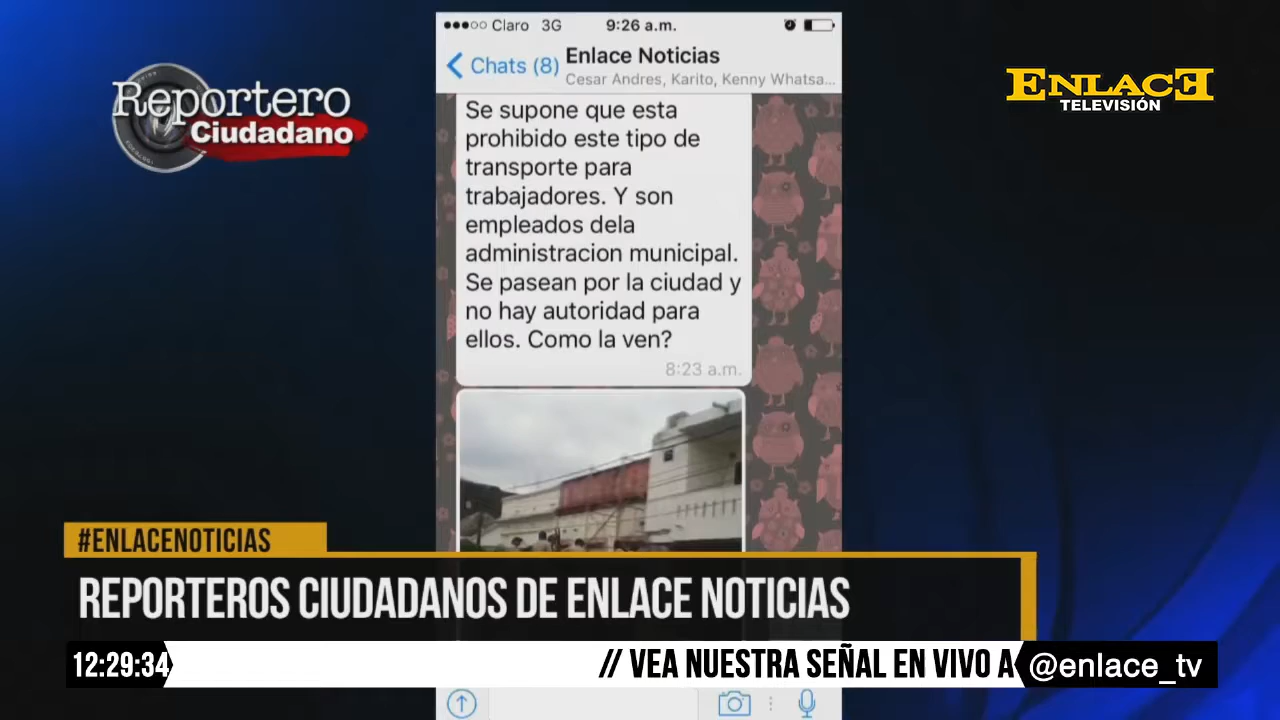 Claro 3G 9:26 a.m.
Chats (8)
Enlace Noticias
Cesar Andres, Karito, Kenny Whatsa...
Reportero
Ciudadano
ENLACE
TELEVISIÓN
Se supone que esta
prohibido este tipo de
transporte para
trabajadores. Y son
empleados dela
administracion municipal.
Se pasean por la ciudad y
no hay autoridad para
ellos. Como la ven?
8:23 a.m.
#ENLACENOTICIAS
REPORTEROS CIUDADANOS DE ENLACE NOTICIAS
12:29:34
// VEA NUESTRA SEÑAL EN VIVO A
@enlace_tv